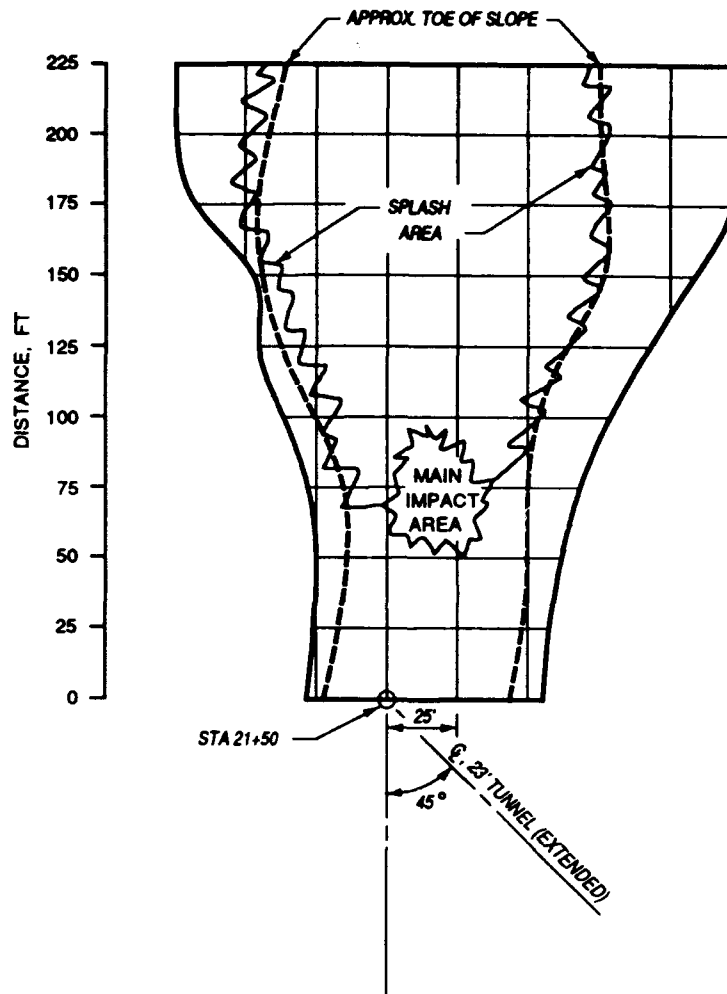 APPROX. TOE OF SLOPE
225
200
175
150
125
100
75
50
25
0
DISTANCE, FT
SPLASH
AREA
MAIN
IMPACT
AREA
STA 21+50
25'
45°
℄, 23' TUNNEL (EXTENDED)